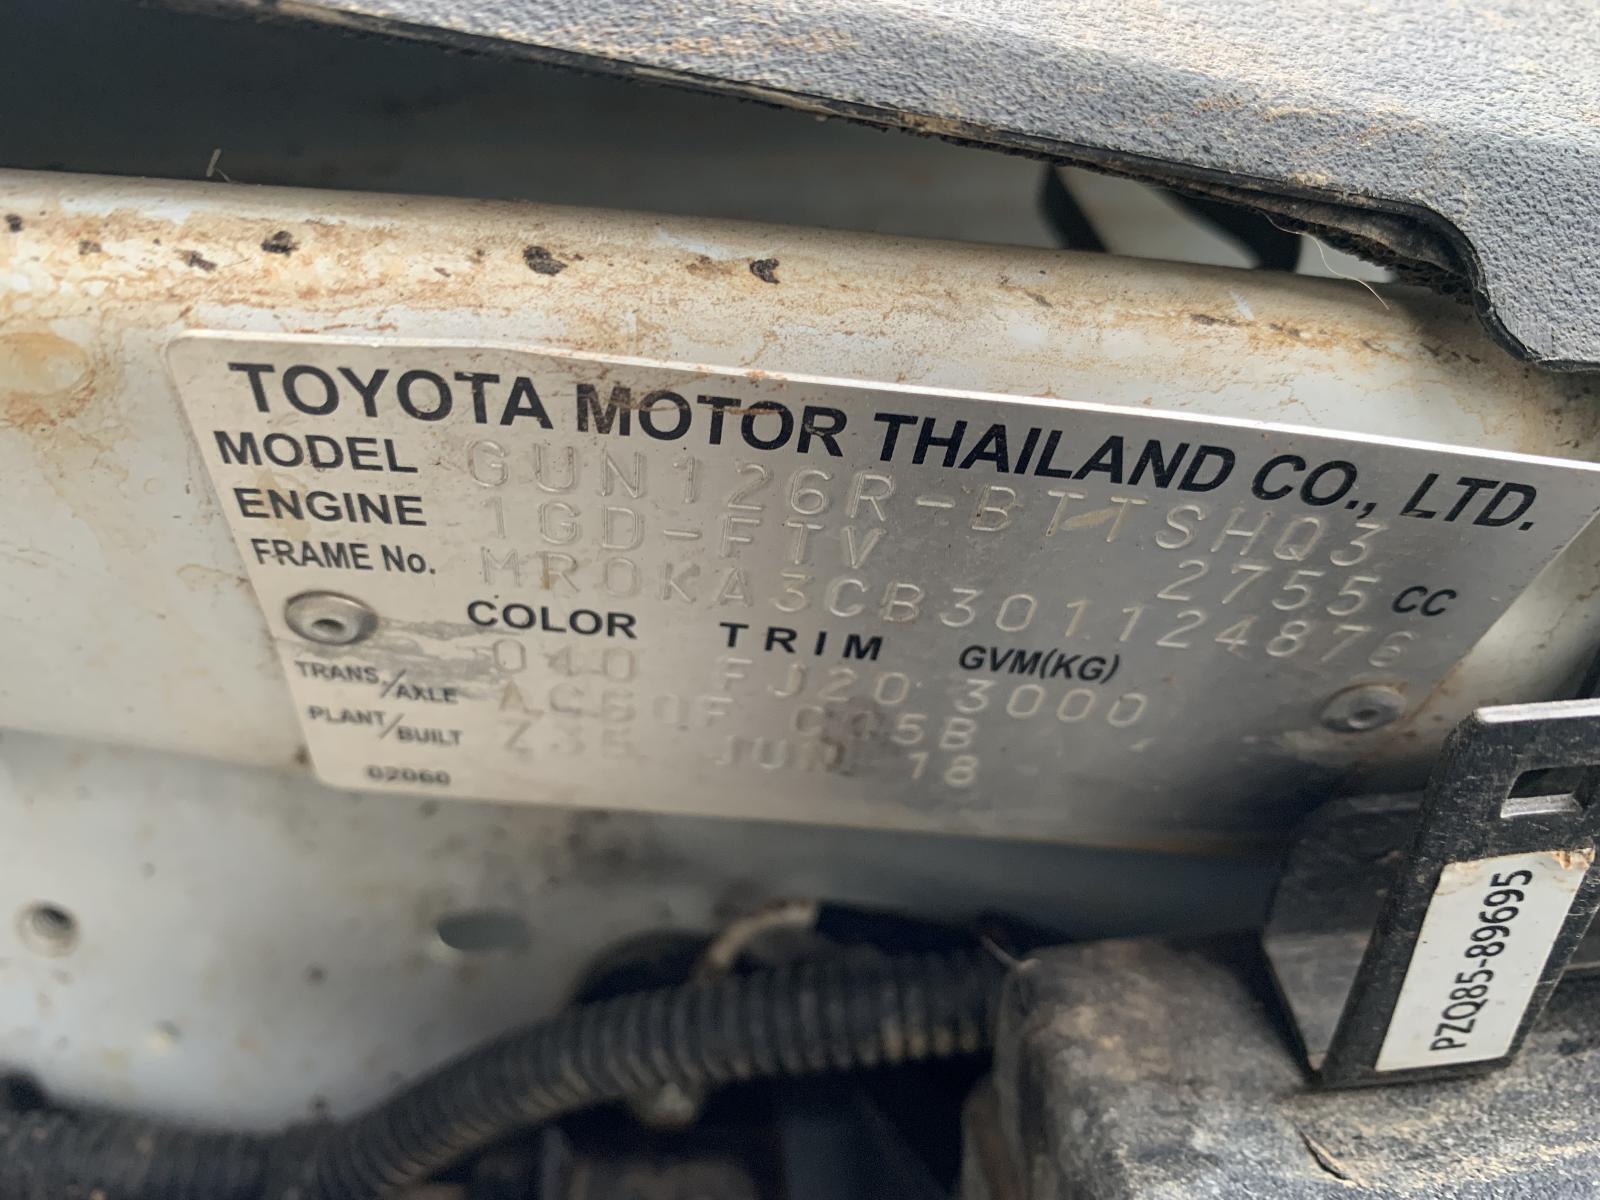 TOYOTA MOTOR THAILAND CO., LTD.
MODEL GUN126R-BTTSHQ3
ENGINE 1GD-FTV 2755 CC
FRAME No. MR0KA3CB301124876
COLOR TRIM GVM(KG)
040 FJ20 3000
TRANS./AXLE AC60F C05B
PLANT/BUILT JUN 18
02060
PZQ85-89695